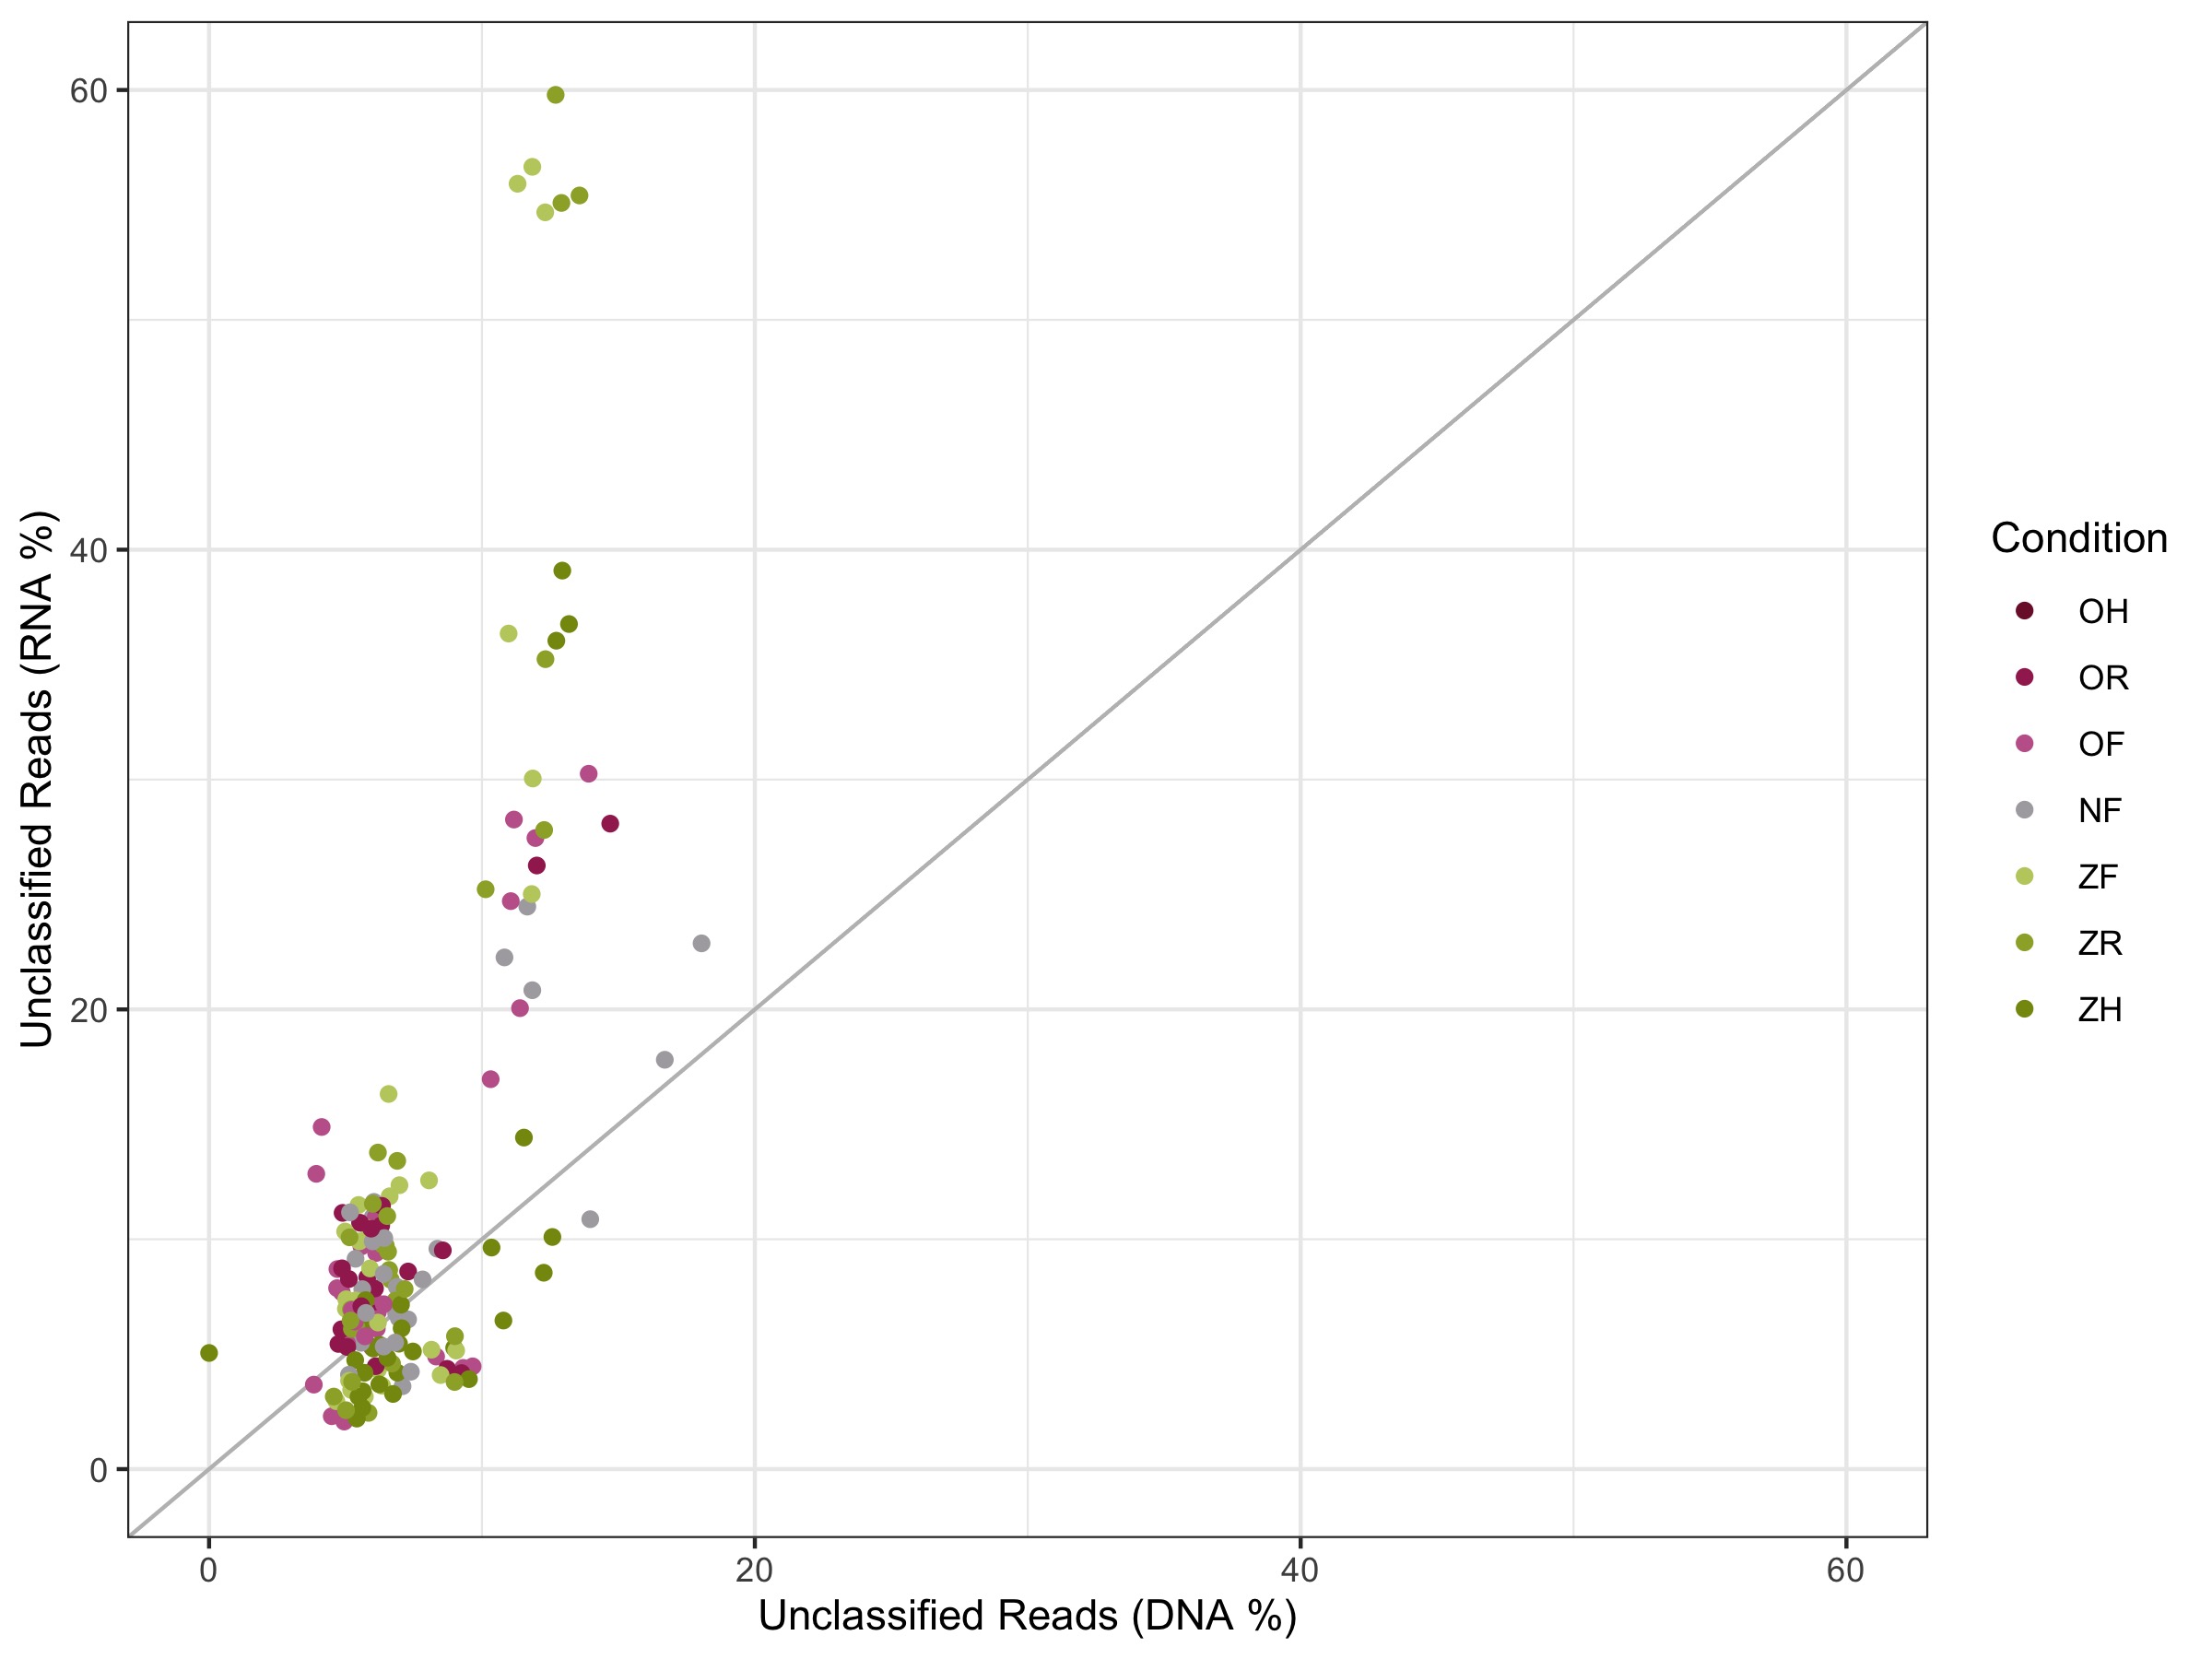 Unclassified Reads (RNA %)
60
40
20
0
0 20 40 60
Unclassified Reads (DNA %)
Condition
OH
OR
OF
NF
ZF
ZR
ZH